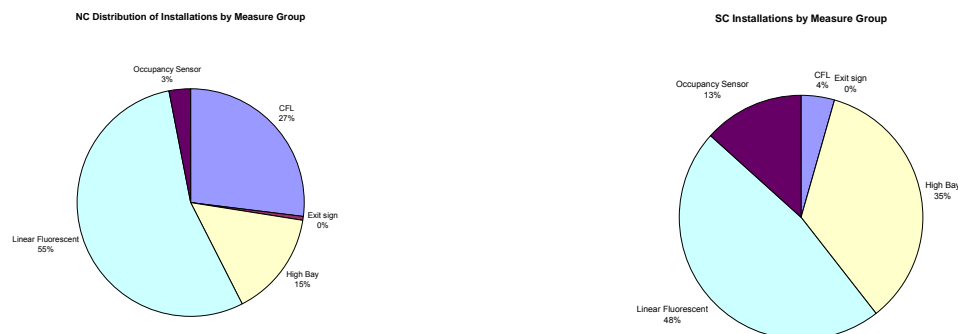 NC Distribution of Installations by Measure Group
Occupancy Sensor
3%
CFL
27%
Exit sign
0%
High Bay
15%
Linear Fluorescent
55%
SC Installations by Measure Group
CFL
4%
Exit sign
0%
Occupancy Sensor
13%
High Bay
35%
Linear Fluorescent
48%